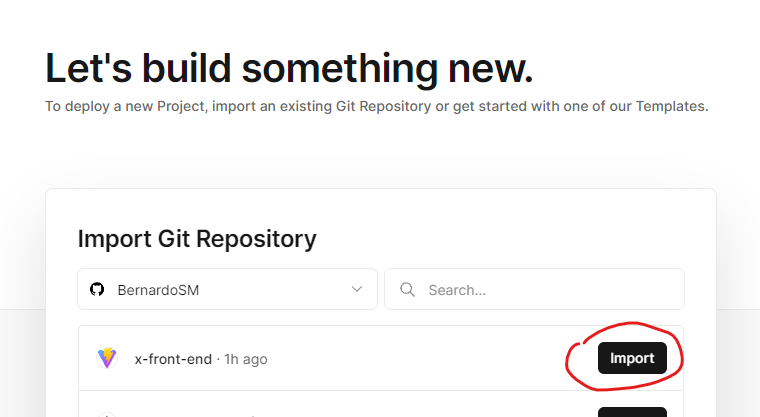 Let's build something new.
To deploy a new Project, import an existing Git Repository or get started with one of our Templates.
Import Git Repository
BernardoSM
Search...
x-front-end · 1h ago
Import